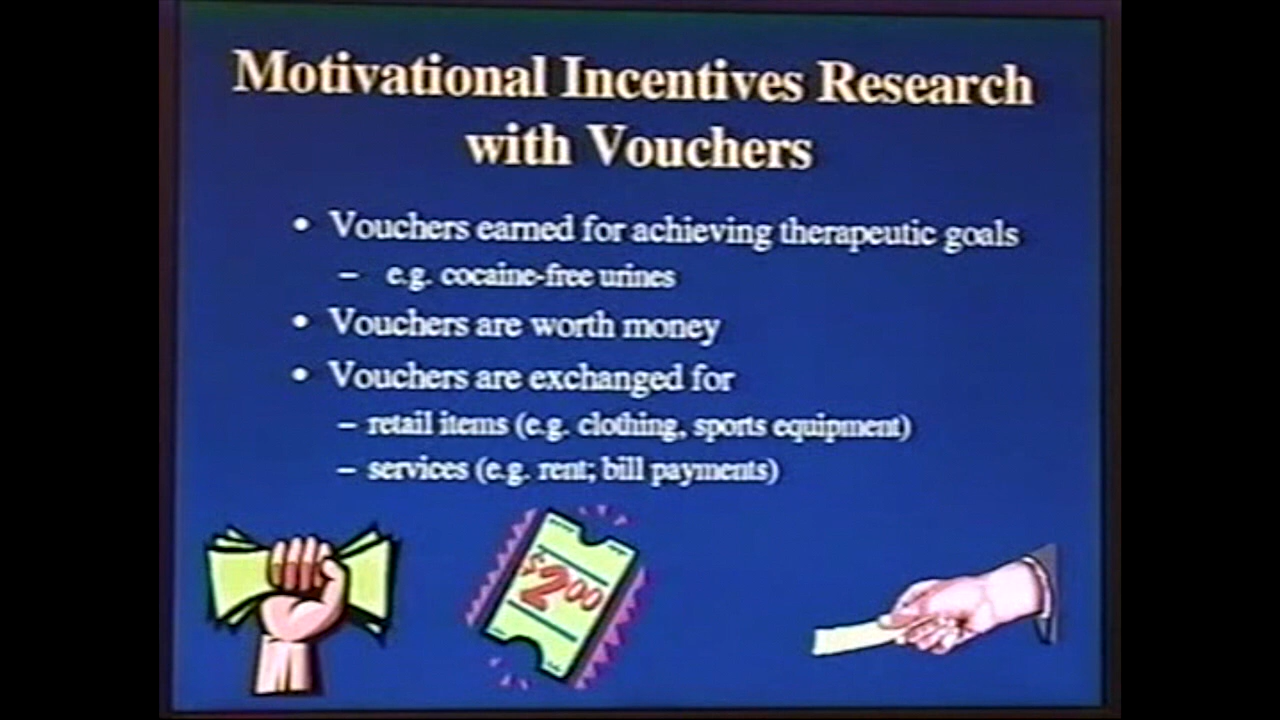 Motivational Incentives Research
with Vouchers
• Vouchers earned for achieving therapeutic goals
– e.g. cocaine-free urines
• Vouchers are worth money
• Vouchers are exchanged for
– retail items (e.g. clothing, sports equipment)
– services (e.g. rent; bill payments)
$2.00